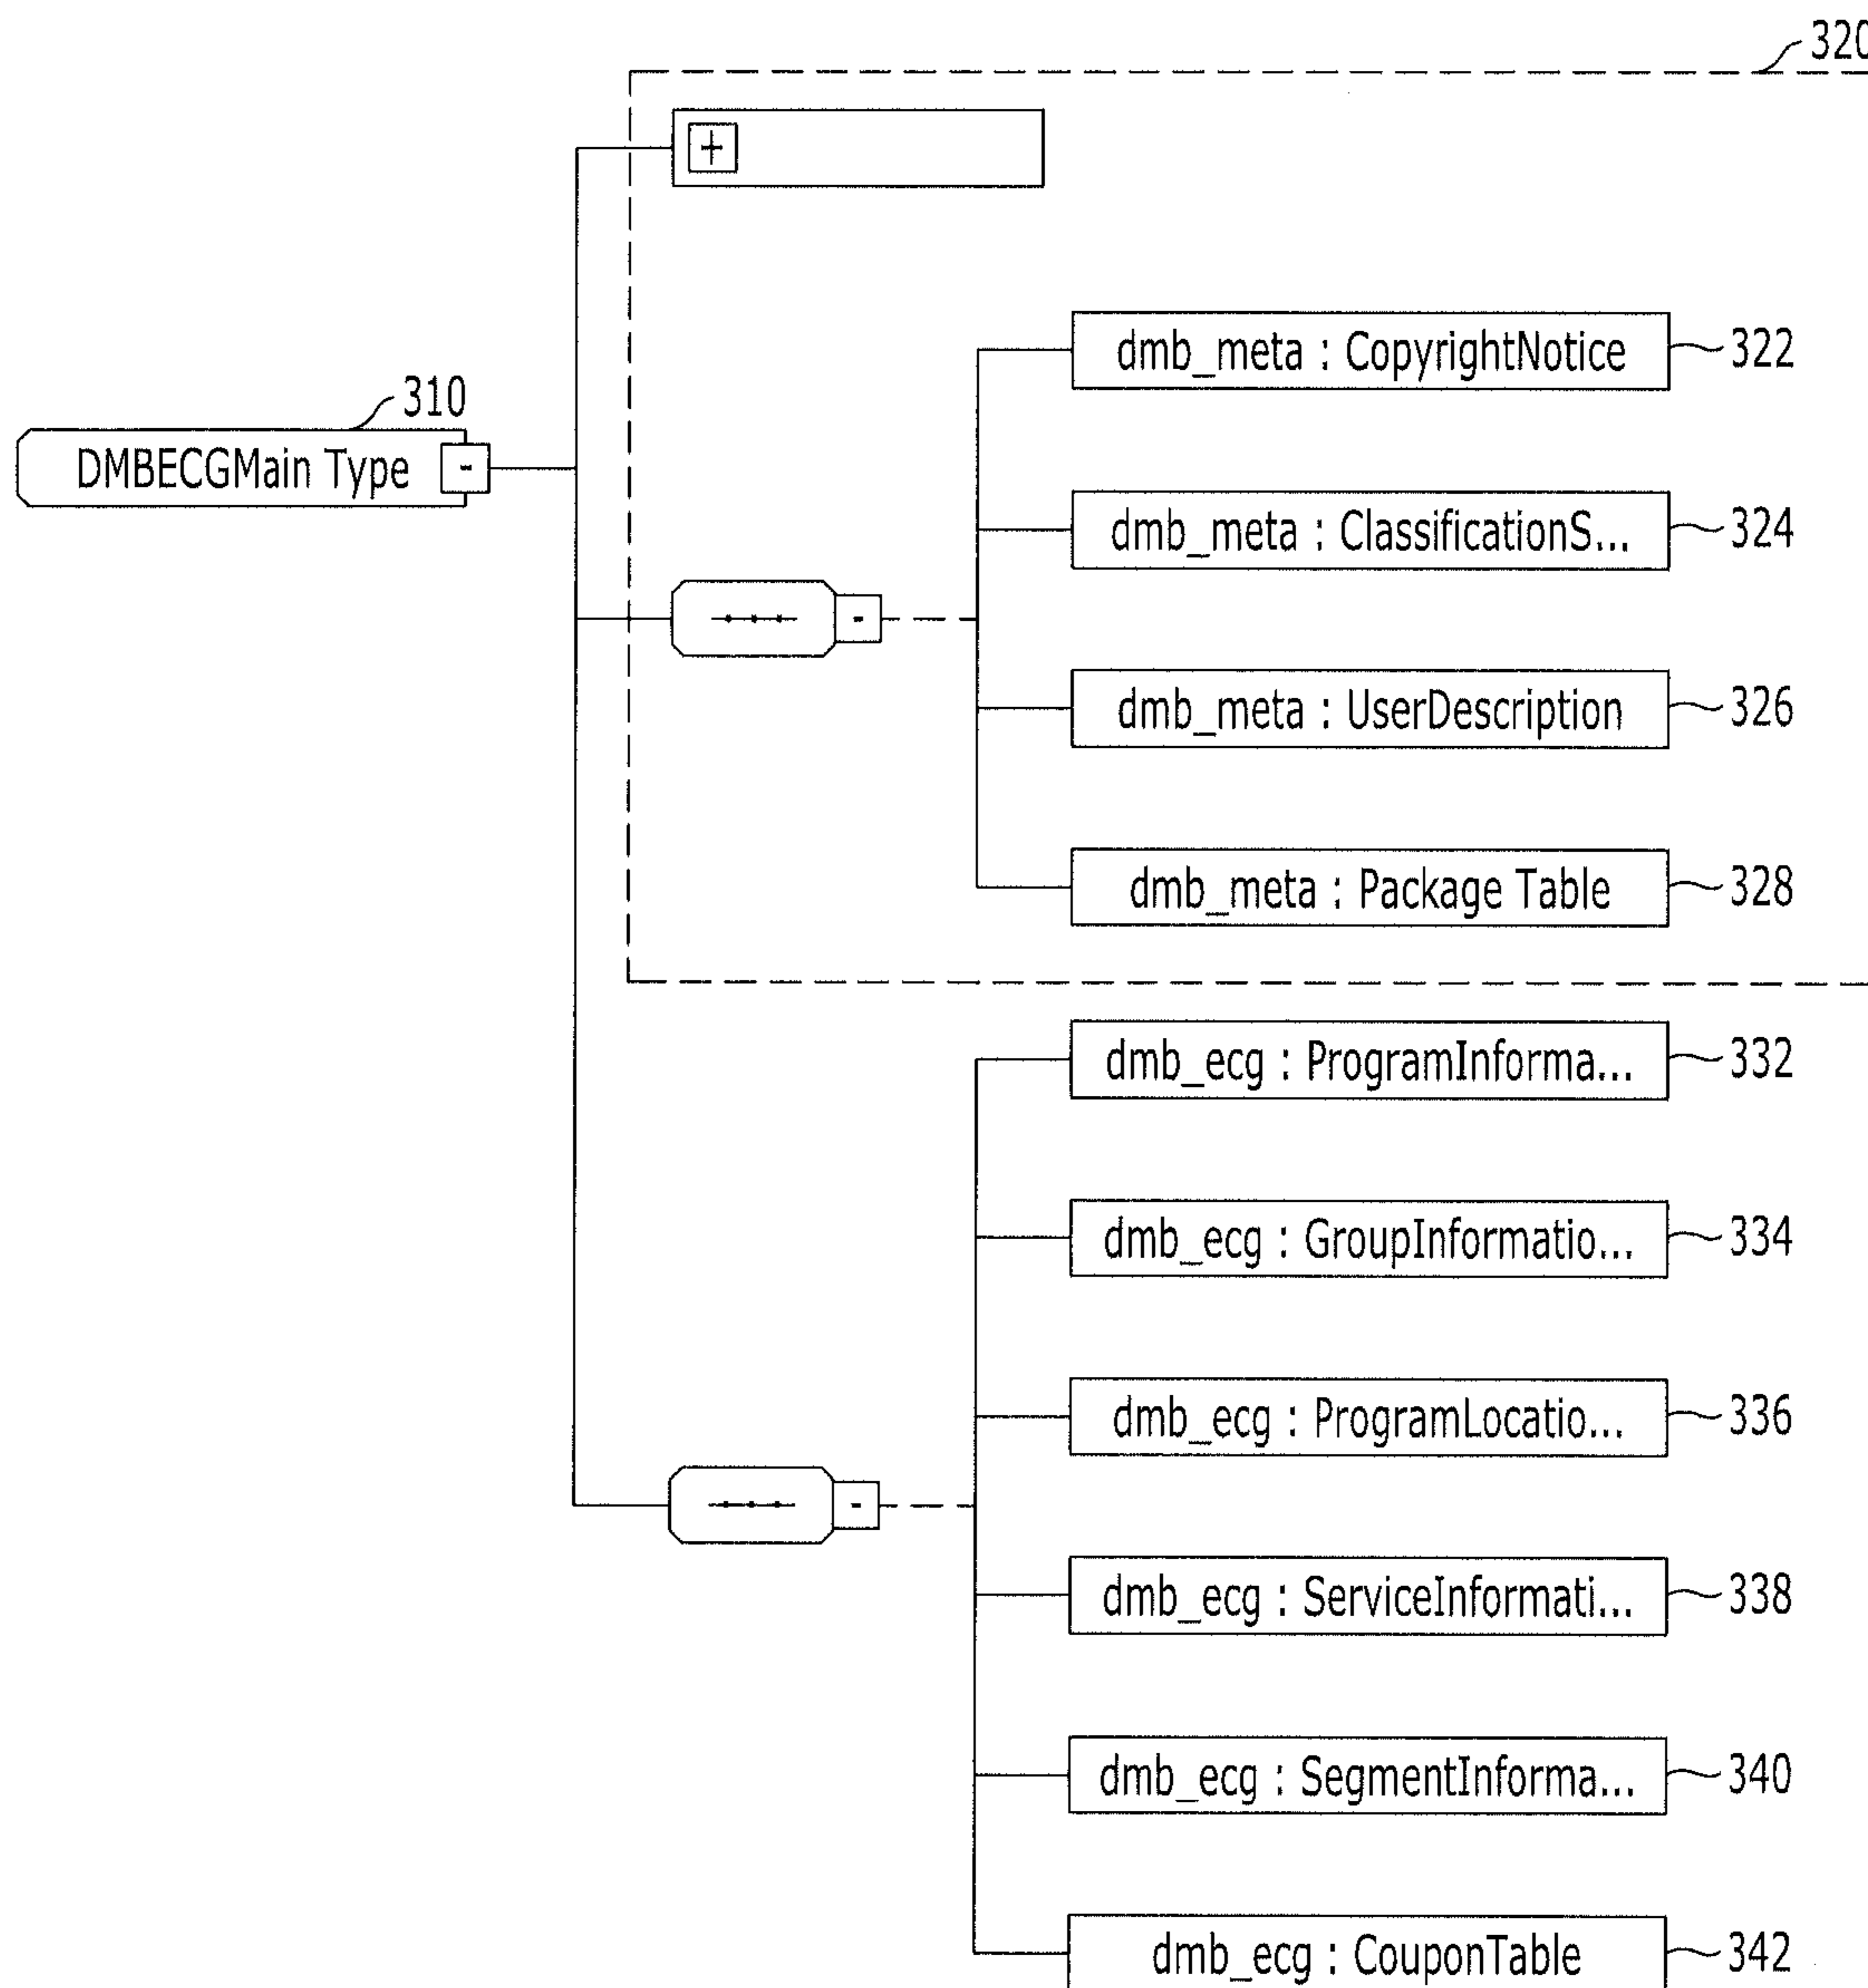 320
+
dmb_meta : CopyrightNotice 322
310
DMBECGMain Type -
dmb_meta : ClassificationS... 324
-
dmb_meta : UserDescription 326
dmb_meta : Package Table 328
dmb_ecg : ProgramInforma... 332
dmb_ecg : GroupInformatio... 334
dmb_ecg : ProgramLocatio... 336
-
dmb_ecg : ServiceInformati... 338
dmb_ecg : SegmentInforma... 340
dmb_ecg : CouponTable 342